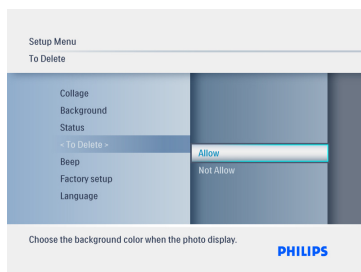 Setup Menu
To Delete
Collage
Background
Status
< To Delete >
Beep
Factory setup
Language
Allow
Not Allow
Choose the background color when the photo display.
PHILIPS